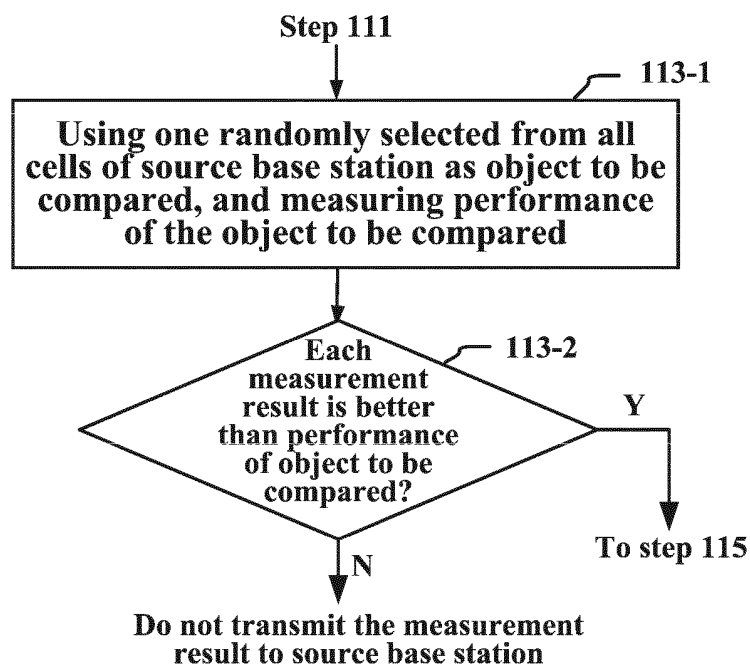 Step 111
113-1
Using one randomly selected from all
cells of source base station as object to be
compared, and measuring performance
of the object to be compared
113-2
Each
measurement
result is better
than performance
of object to be
compared?
Y
To step 115
N
Do not transmit the measurement
result to source base station